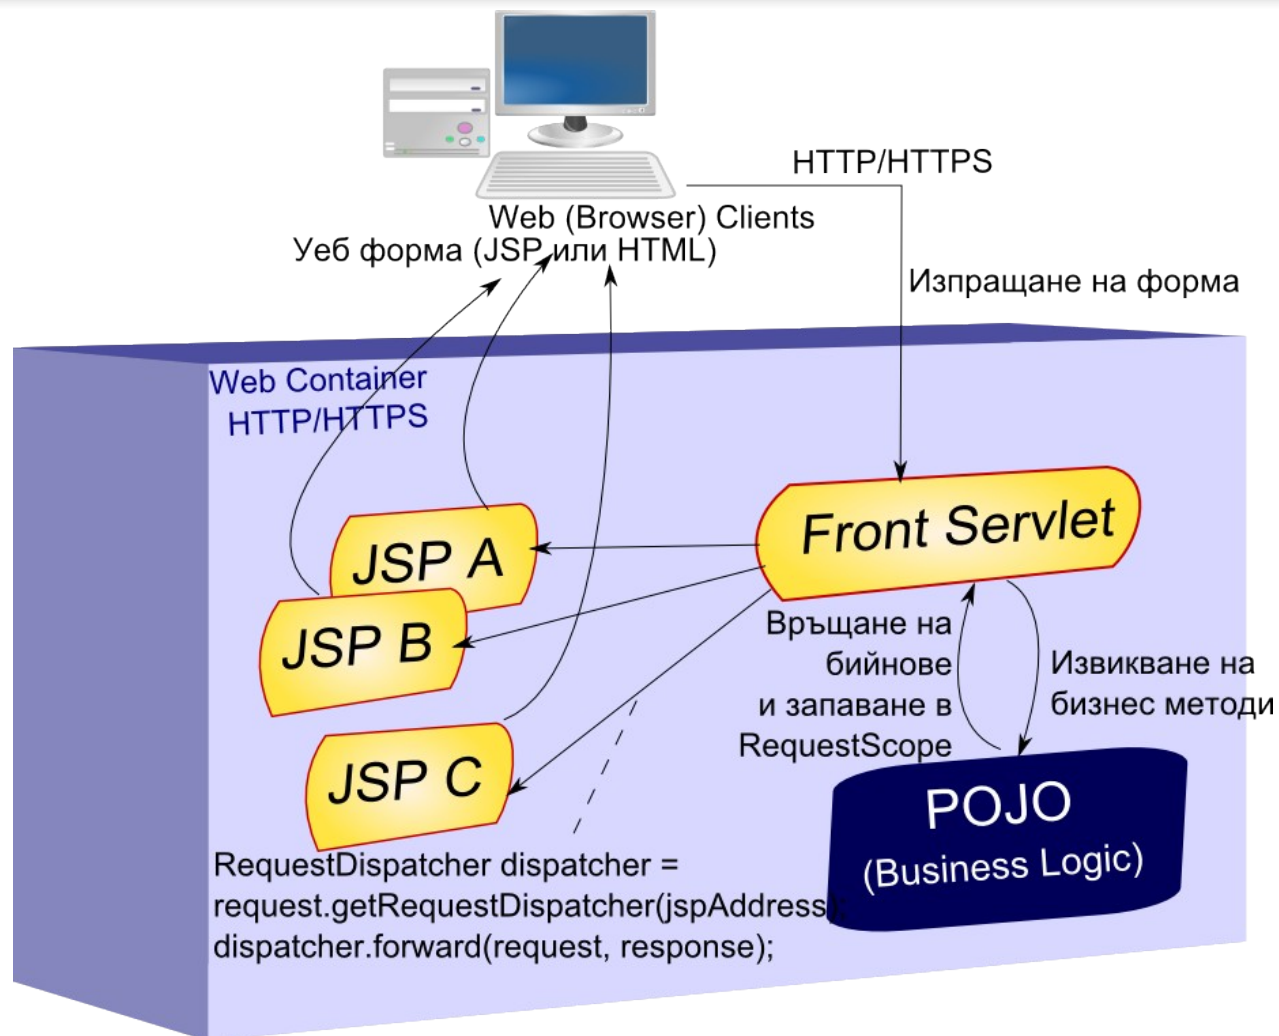 HTTP/HTTPS
Web (Browser) Clients
Уеб форма (JSP или HTML)
Изпращане на форма
Web Container
HTTP/HTTPS
Front Servlet
JSP A
JSP B
JSP C
Връщане на
бийнове
и запаване в
RequestScope
Извикване на
бизнес методи
POJO
(Business Logic)
RequestDispatcher dispatcher =
request.getRequestDispatcher(jspAddress);
dispatcher.forward(request, response);